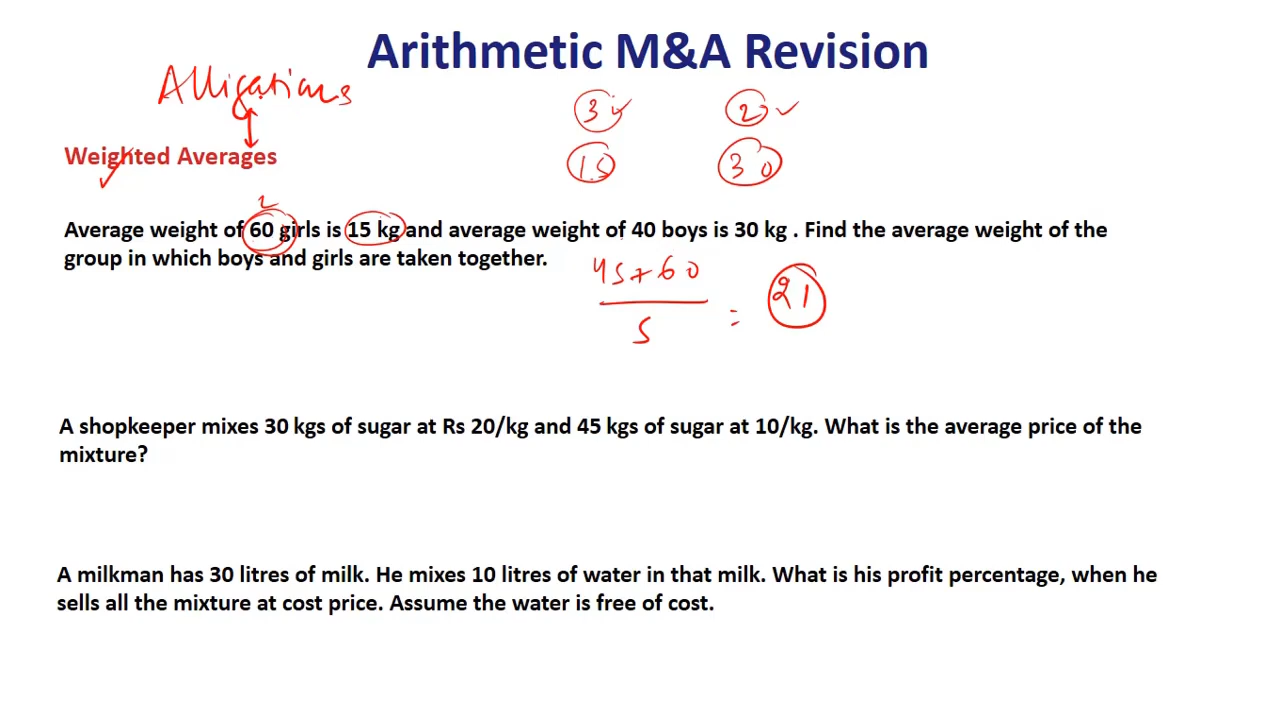 Arithmetic M&A Revision
Alligations
3 2
Weighted Averages
15 30
2
Average weight of 60 girls is 15 kg and average weight of 40 boys is 30 kg . Find the average weight of the
group in which boys and girls are taken together.
45+60
5
= 21
A shopkeeper mixes 30 kgs of sugar at Rs 20/kg and 45 kgs of sugar at 10/kg. What is the average price of the
mixture?
A milkman has 30 litres of milk. He mixes 10 litres of water in that milk. What is his profit percentage, when he
sells all the mixture at cost price. Assume the water is free of cost.